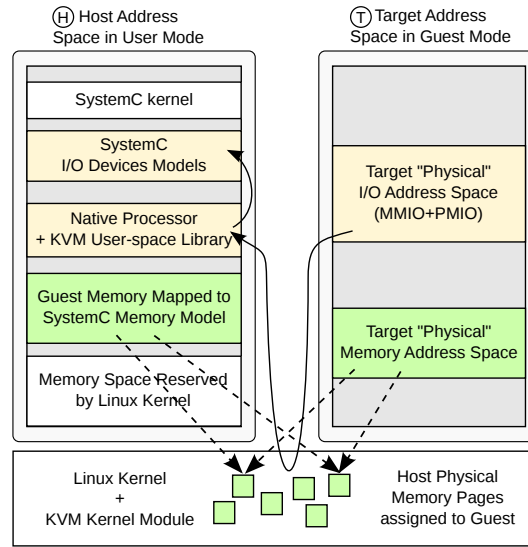 H Host Address
Space in User Mode
T Target Address
Space in Guest Mode
SystemC kernel
SystemC
I/O Devices Models
Native Processor
+ KVM User-space Library
Guest Memory Mapped to
SystemC Memory Model
Memory Space Reserved
by Linux Kernel
Target "Physical"
I/O Address Space
(MMIO+PMIO)
Target "Physical"
Memory Address Space
Linux Kernel
+
KVM Kernel Module
Host Physical
Memory Pages
assigned to Guest